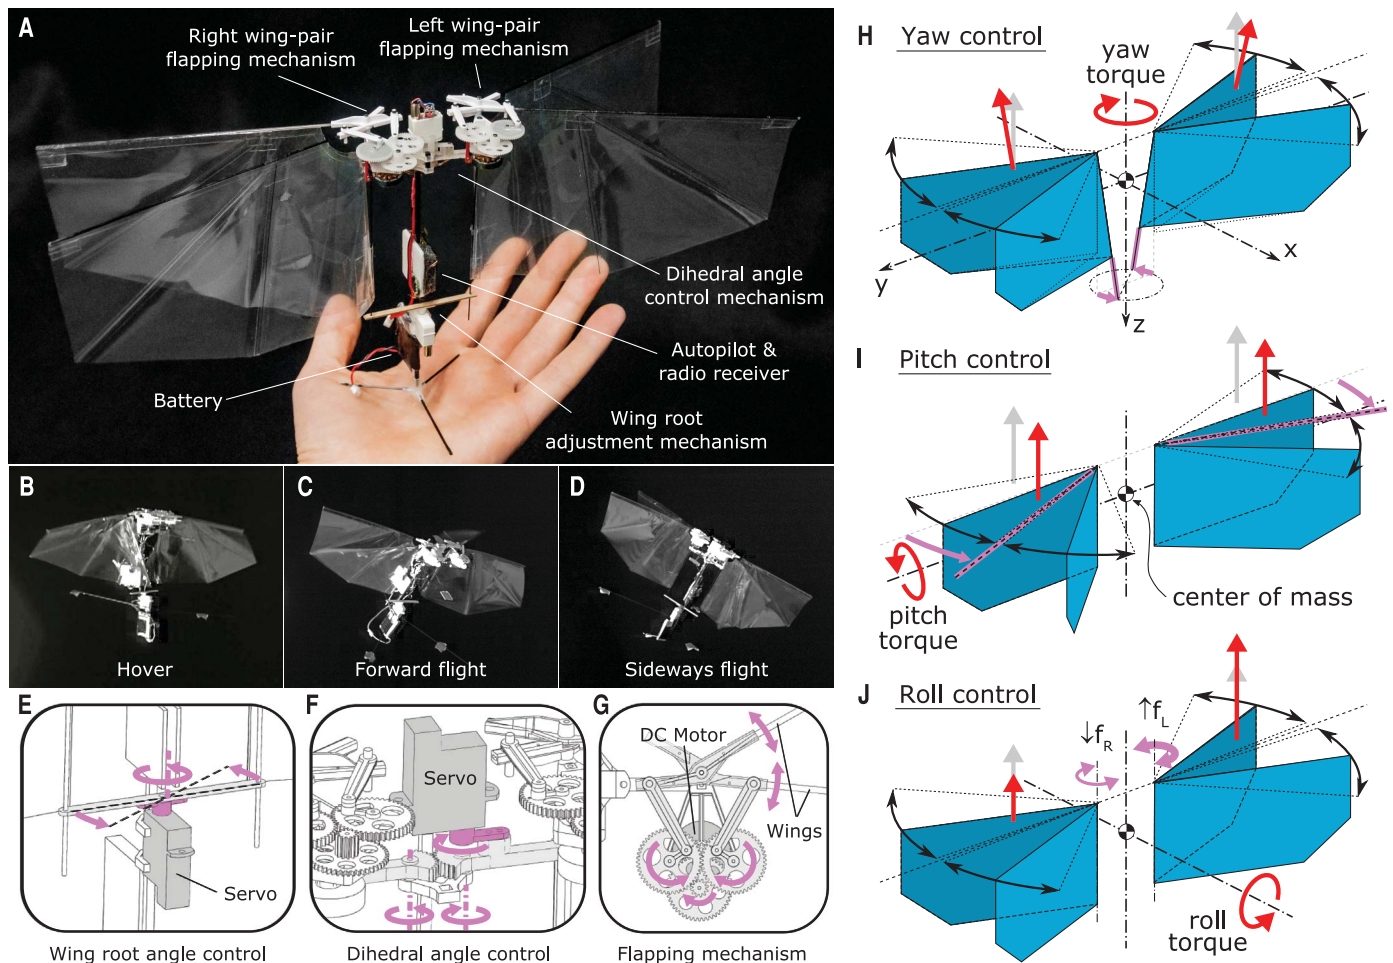 A
Right wing-pair
flapping mechanism
Left wing-pair
flapping mechanism
Dihedral angle
control mechanism
Autopilot &
radio receiver
Battery
Wing root
adjustment mechanism
B
Hover
C
Forward flight
D
Sideways flight
E
Servo
Wing root angle control
F
Servo
Dihedral angle control
G
DC Motor
Wings
Flapping mechanism
H Yaw control
yaw
torque
x
y
z
I Pitch control
pitch
torque
center of mass
J Roll control
↓fR
↑fL
roll
torque